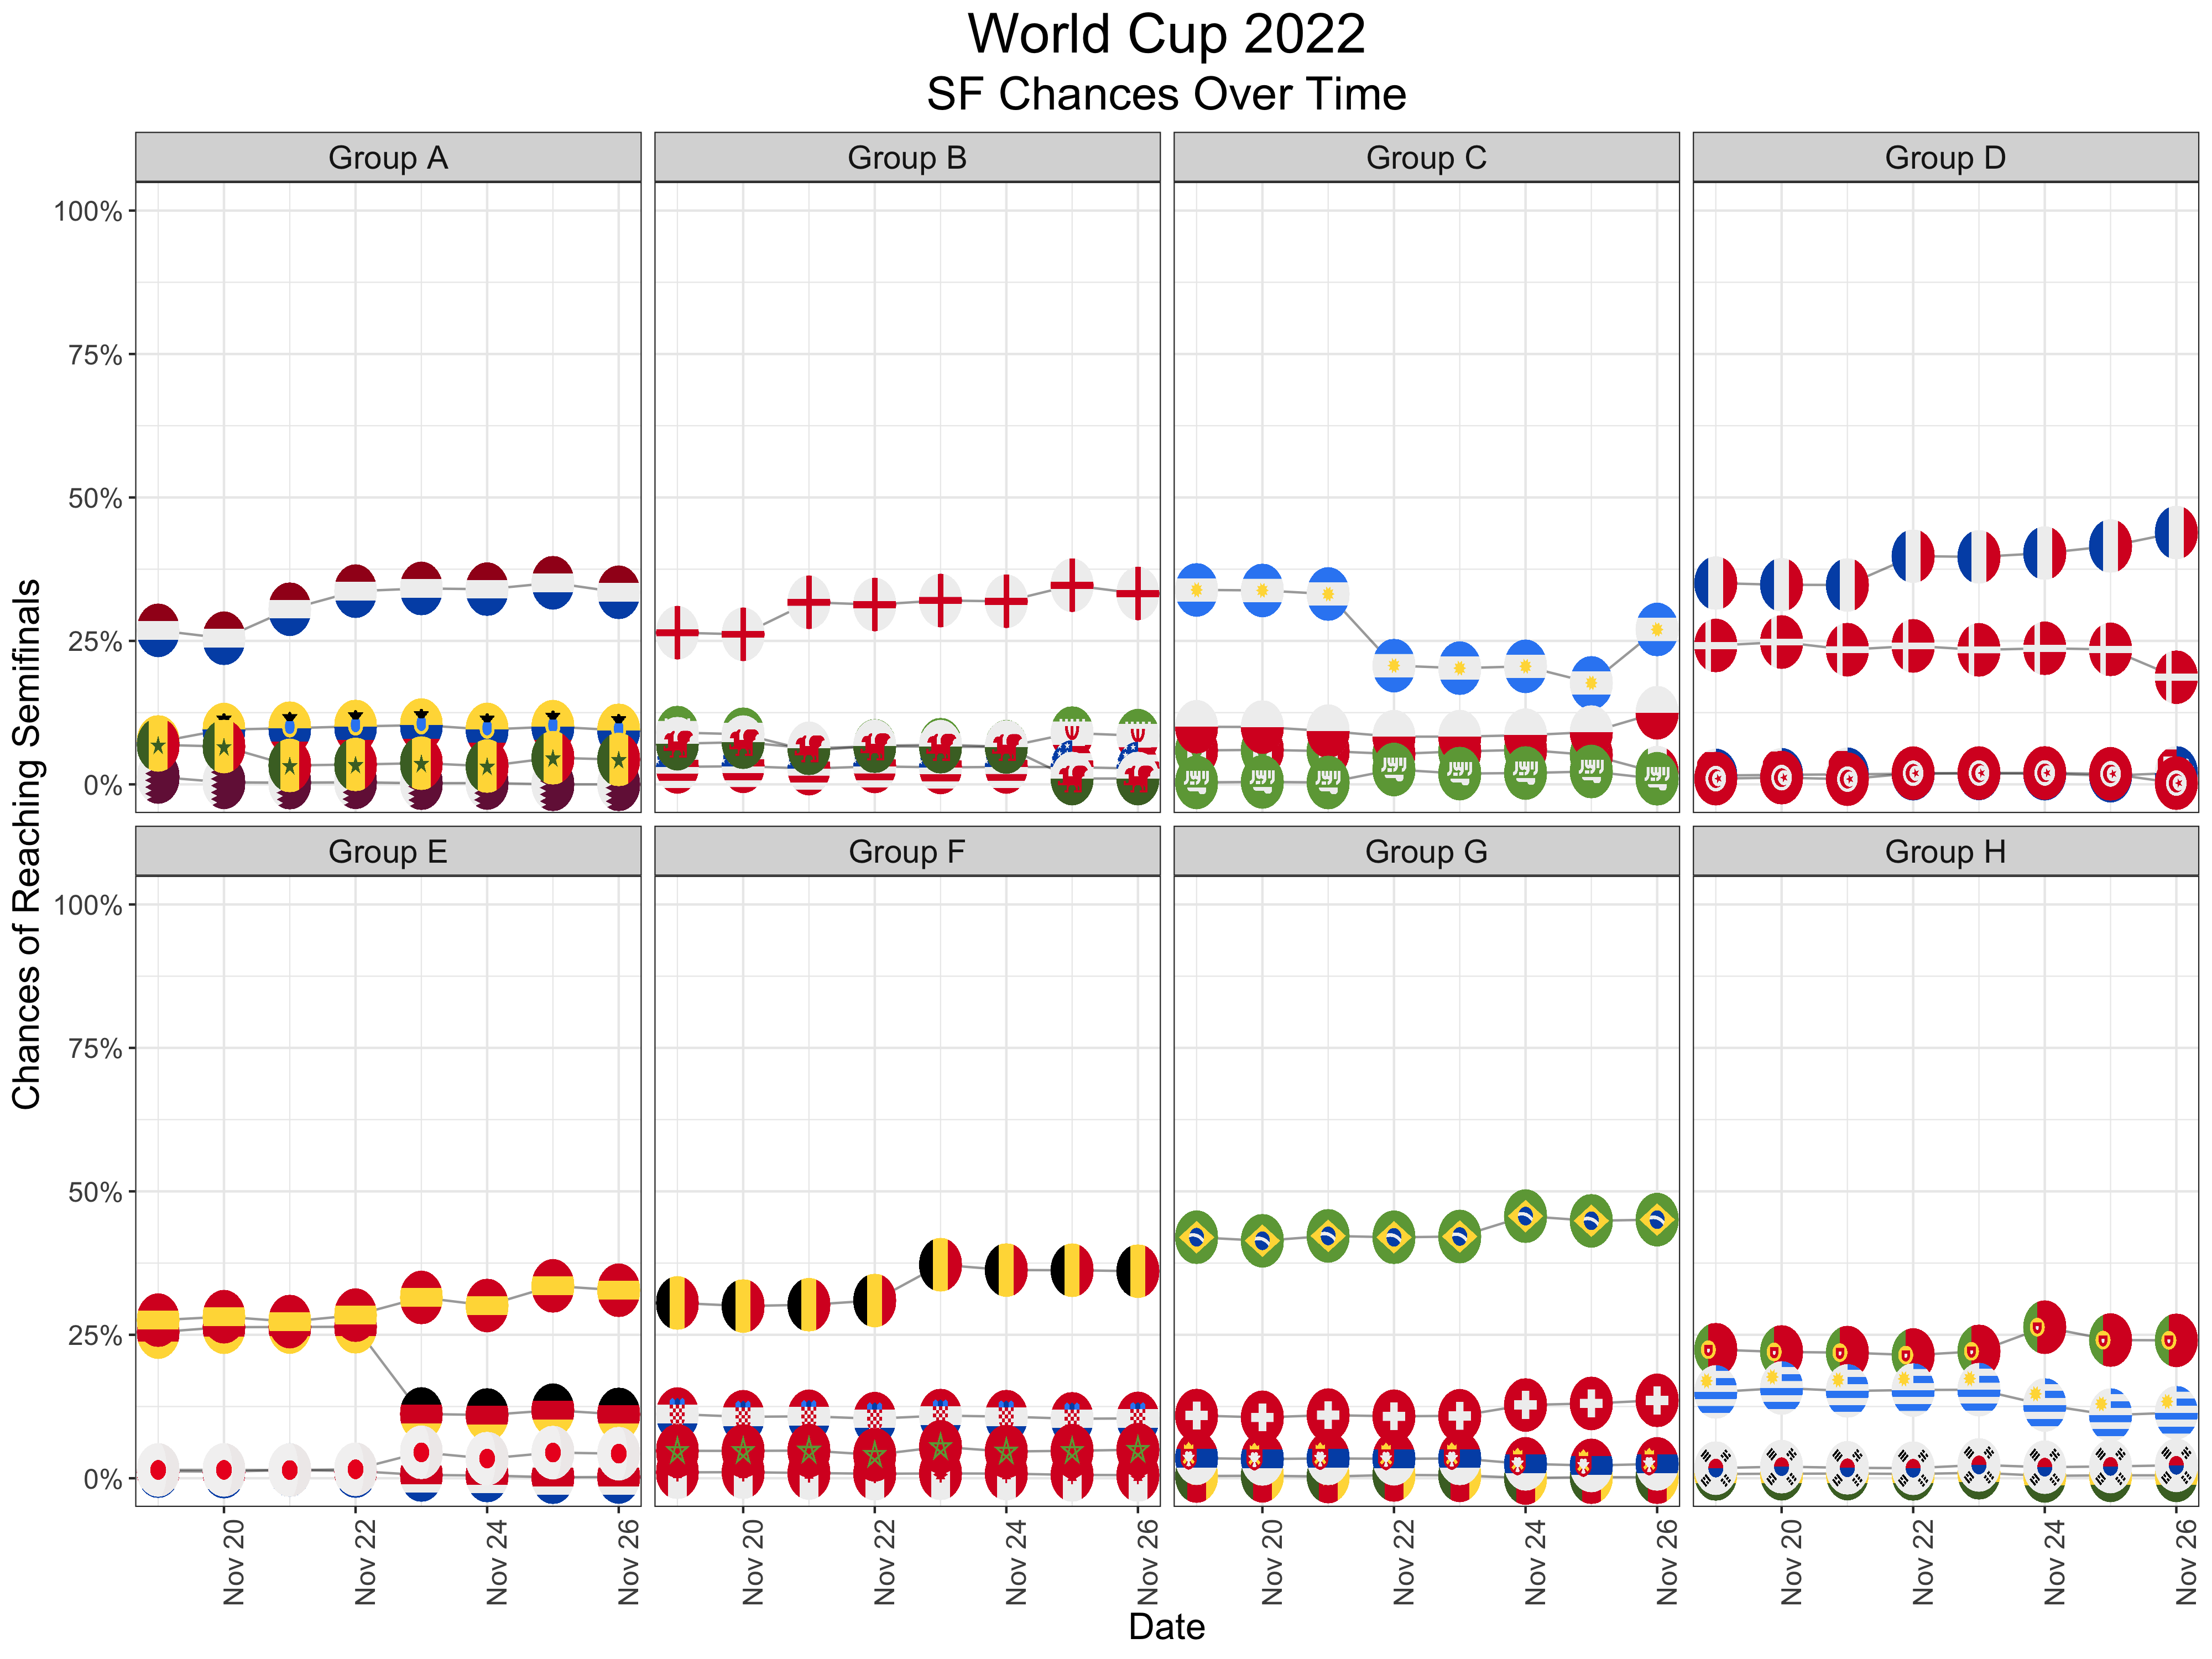 World Cup 2022
SF Chances Over Time
Group A
Group B
Group C
Group D
100%
75%
50%
25%
0%
Group E
Group F
Group G
Group H
100%
75%
50%
25%
0%
Chances of Reaching Semifinals
Nov 20
Nov 22
Nov 24
Nov 26
Nov 20
Nov 22
Nov 24
Nov 26
Nov 20
Nov 22
Nov 24
Nov 26
Nov 20
Nov 22
Nov 24
Nov 26
Date